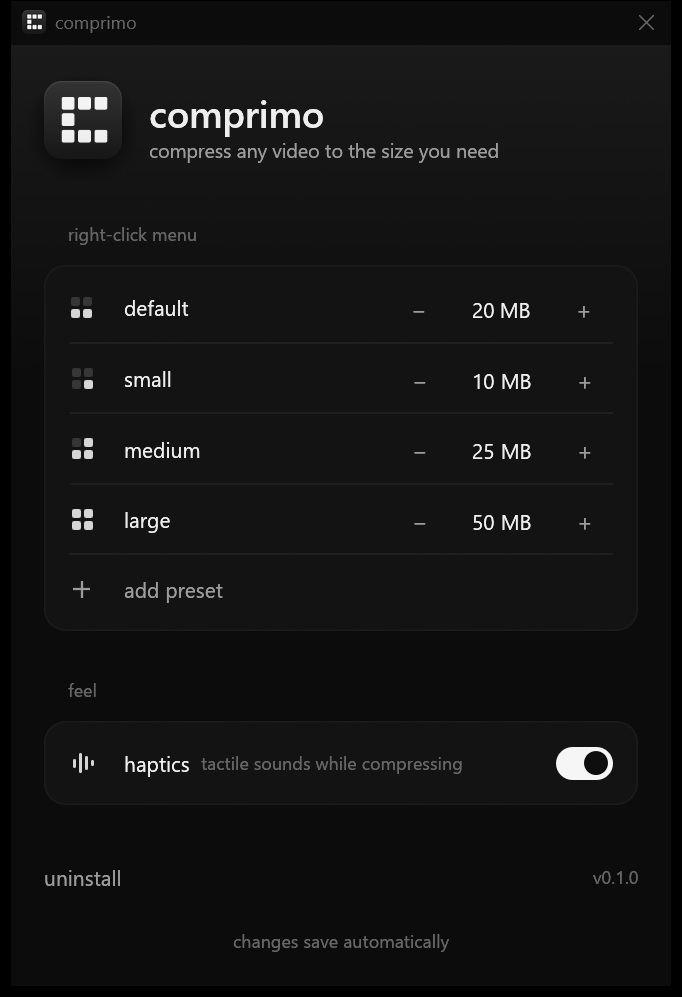 comprimo
comprimo
compress any video to the size you need
right-click menu
default − 20 MB +
small − 10 MB +
medium − 25 MB +
large − 50 MB +
+ add preset
feel
haptics tactile sounds while compressing
uninstall v0.1.0
changes save automatically